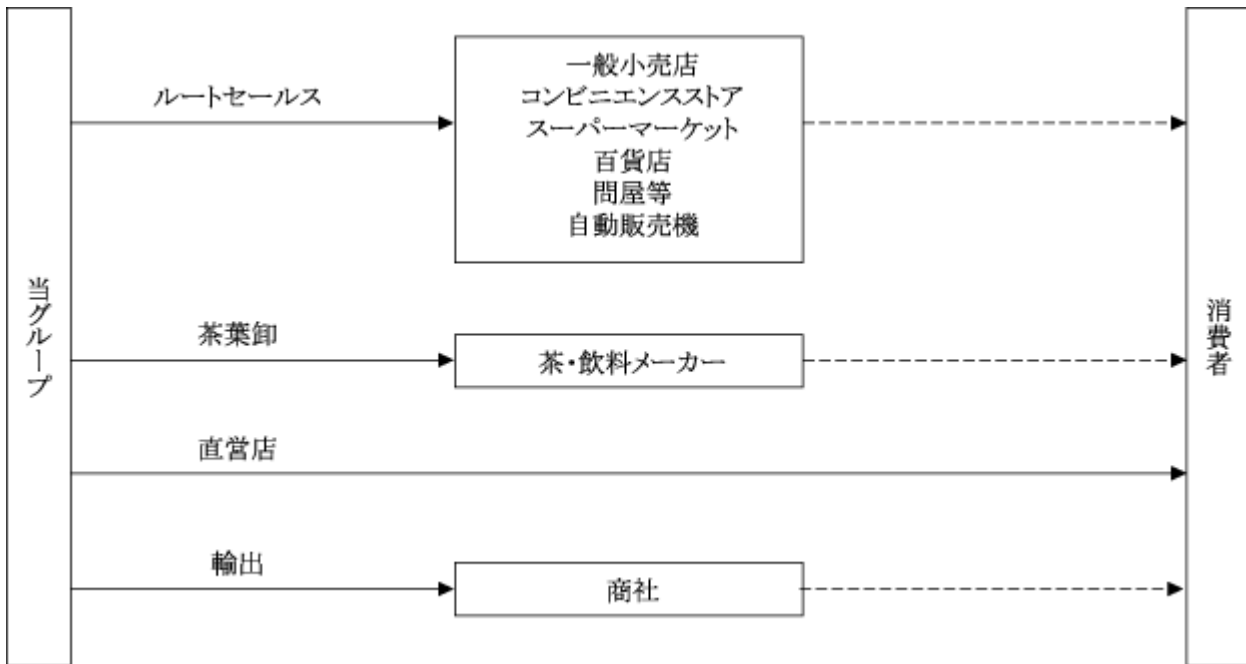 当グループ
ルートセールス
一般小売店
コンビニエンスストア
スーパーマーケット
百貨店
問屋等
自動販売機
茶葉卸
茶・飲料メーカー
直営店
輸出
商社
消費者